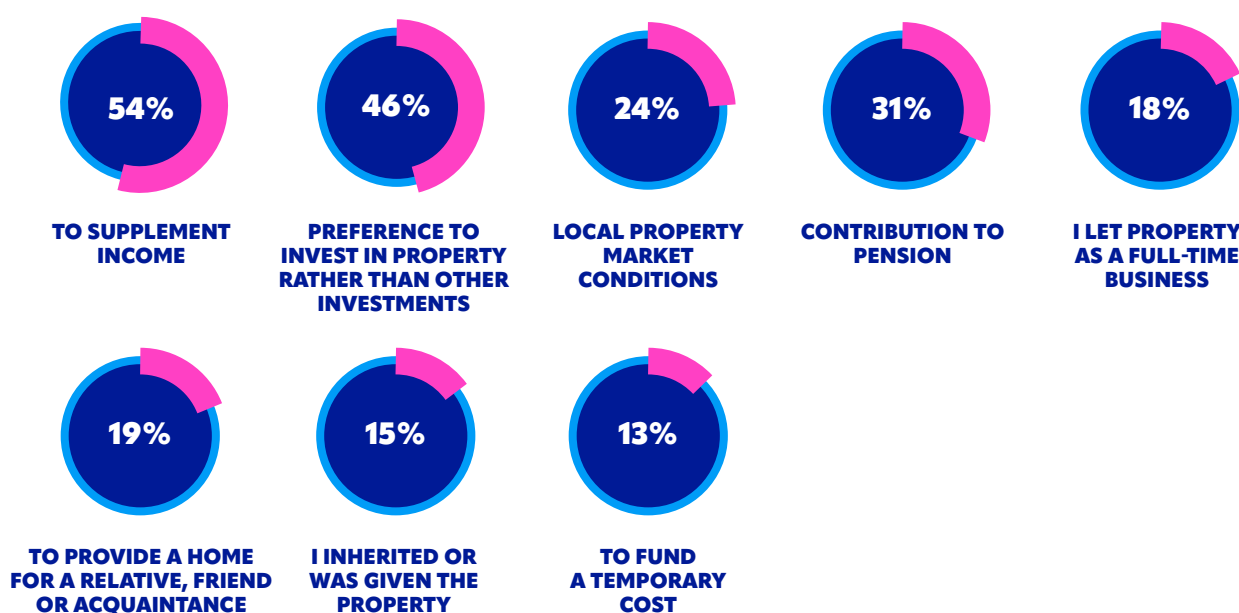 54%
46%
24%
31%
18%
TO SUPPLEMENT
INCOME
PREFERENCE TO
INVEST IN PROPERTY
RATHER THAN OTHER
INVESTMENTS
LOCAL PROPERTY
MARKET
CONDITIONS
CONTRIBUTION TO
PENSION
I LET PROPERTY
AS A FULL-TIME
BUSINESS
19%
15%
13%
TO PROVIDE A HOME
FOR A RELATIVE, FRIEND
OR ACQUAINTANCE
I INHERITED OR
WAS GIVEN THE
PROPERTY
TO FUND
A TEMPORARY
COST